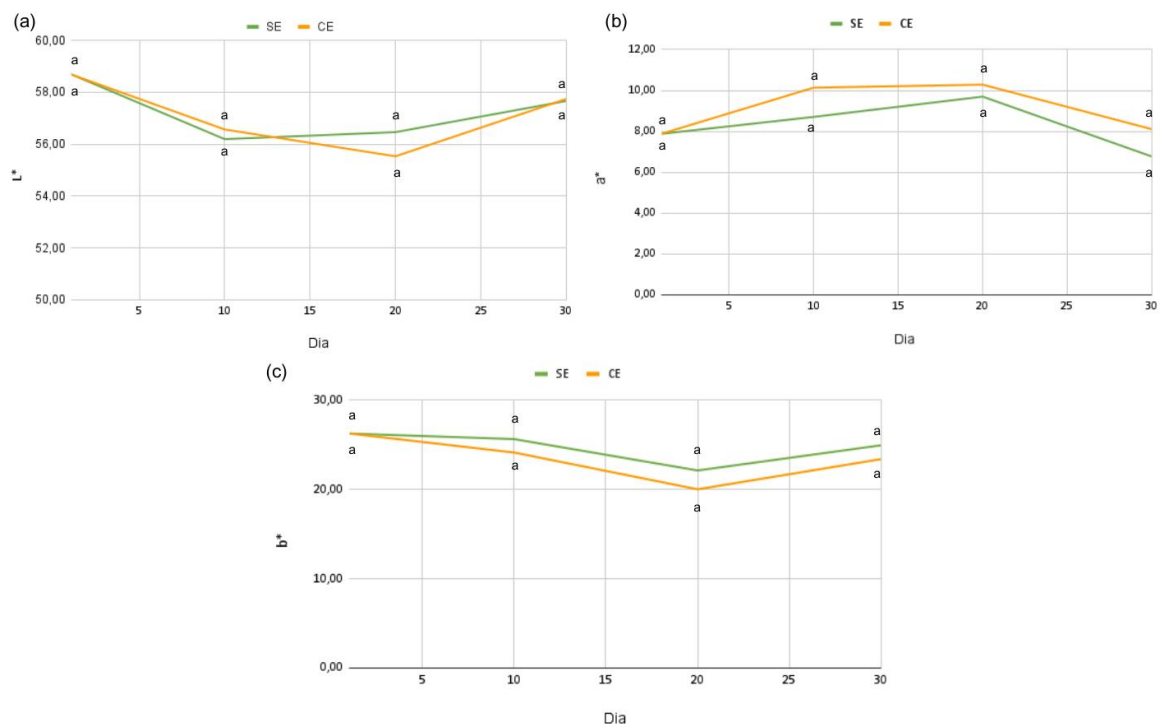 (a)
SE CE
60,00
58,00
56,00
54,00
52,00
50,00
L*
a
a
a
a
a
a
a
a
5 10 15 20 25 30
Dia
(b)
SE CE
12,00
10,00
8,00
6,00
4,00
2,00
0,00
a*
a
a
a
a
a
a
a
a
5 10 15 20 25 30
Dia
(c)
SE CE
30,00
20,00
10,00
0,00
b*
a
a
a
a
a
a
a
a
5 10 15 20 25 30
Dia